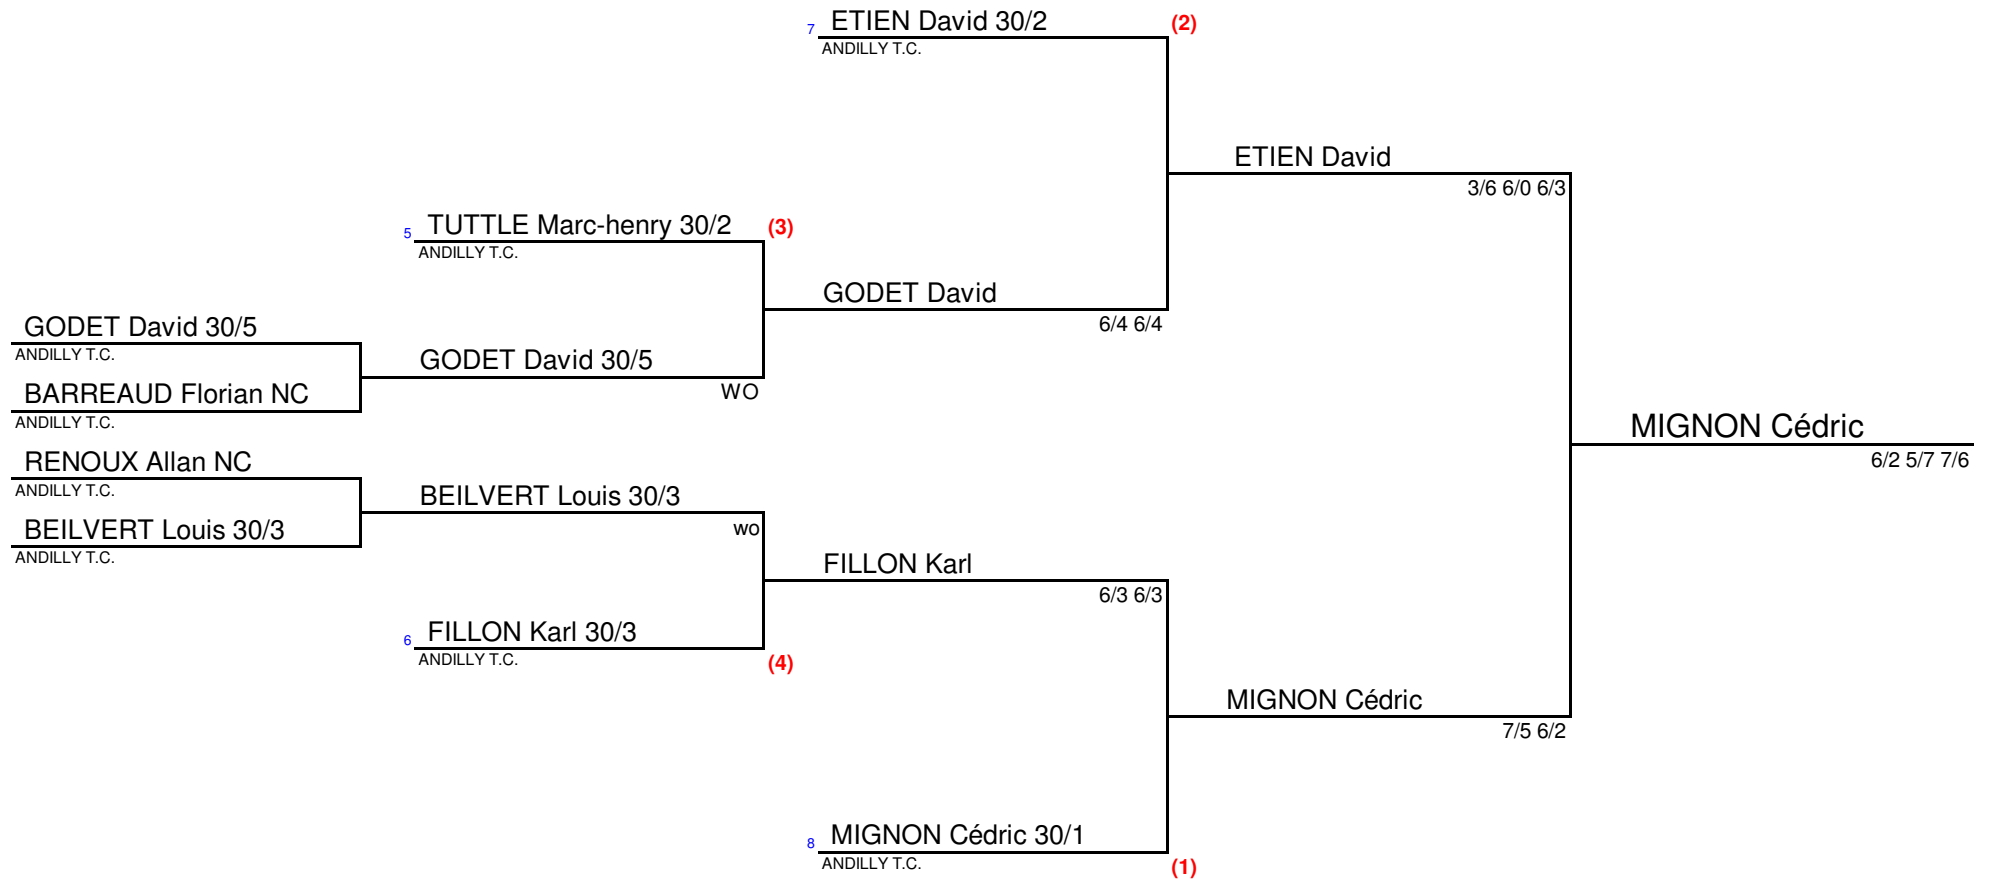 7 ETIEN David 30/2 (2)
ANDILLY T.C.
ETIEN David
3/6 6/0 6/3
5 TUTTLE Marc-henry 30/2 (3)
ANDILLY T.C.
GODET David
6/4 6/4
GODET David 30/5
ANDILLY T.C.
GODET David 30/5
WO
BARREAUD Florian NC
ANDILLY T.C.
MIGNON Cédric
6/2 5/7 7/6
RENOUX Allan NC
ANDILLY T.C.
BEILVERT Louis 30/3
wo
BEILVERT Louis 30/3
ANDILLY T.C.
FILLON Karl
6/3 6/3
6 FILLON Karl 30/3
ANDILLY T.C. (4)
MIGNON Cédric
7/5 6/2
8 MIGNON Cédric 30/1
ANDILLY T.C. (1)